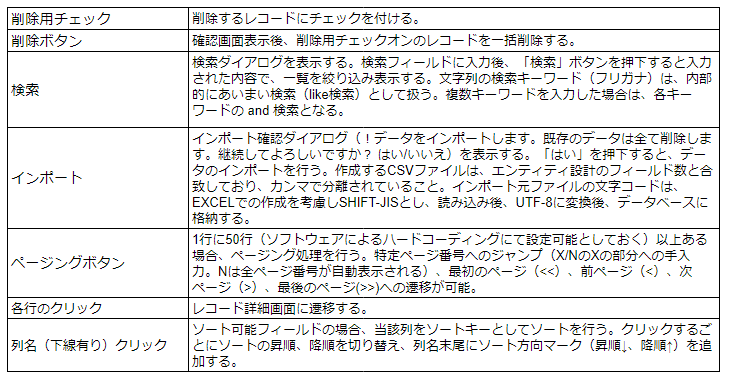 削除用チェック
削除するレコードにチェックを付ける。
削除ボタン
確認画面表示後、削除用チェックオンのレコードを一括削除する。
検索
検索ダイアログを表示する。検索フィールドに入力後、「検索」ボタンを押下すると入力
された内容で、一覧を絞り込み表示する。文字列の検索キーワード（フリガナ）は、内部
的にあいまい検索（like検索）として扱う。複数キーワードを入力した場合は、各キー
ワードの and 検索となる。
インポート
インポート確認ダイアログ（！データをインポートします。既存のデータは全て削除しま
す。継続してよろしいですか？ はい/いいえ）を表示する。「はい」を押下すると、デー
タのインポートを行う。作成するCSVファイルは、エンティティ設計のフィールド数と合
致しており、カンマで分離されていること。インポート元ファイルの文字コードは、
EXCELでの作成を考慮しSHIFT-JISとし、読み込み後、UTF-8に変換後、データベースに
格納する。
ページングボタン
1行に50行（ソフトウェアによるハードコーディングにて設定可能としておく）以上ある
場合、ページング処理を行う。特定ページ番号へのジャンプ（X/NのXの部分への手入
力。Nは全ページ番号が自動表示される）、最初のページ（<<）、前ページ（<）、次
ページ（>）、最後のページ(>>)への遷移が可能。
各行のクリック
レコード詳細画面に遷移する。
列名（下線有り）クリック
ソート可能フィールドの場合、当該列をソートキーとしてソートを行う。クリックするご
とにソートの昇順、降順を切り替え、列名末尾にソート方向マーク（昇順↓、降順↑）を追
加する。